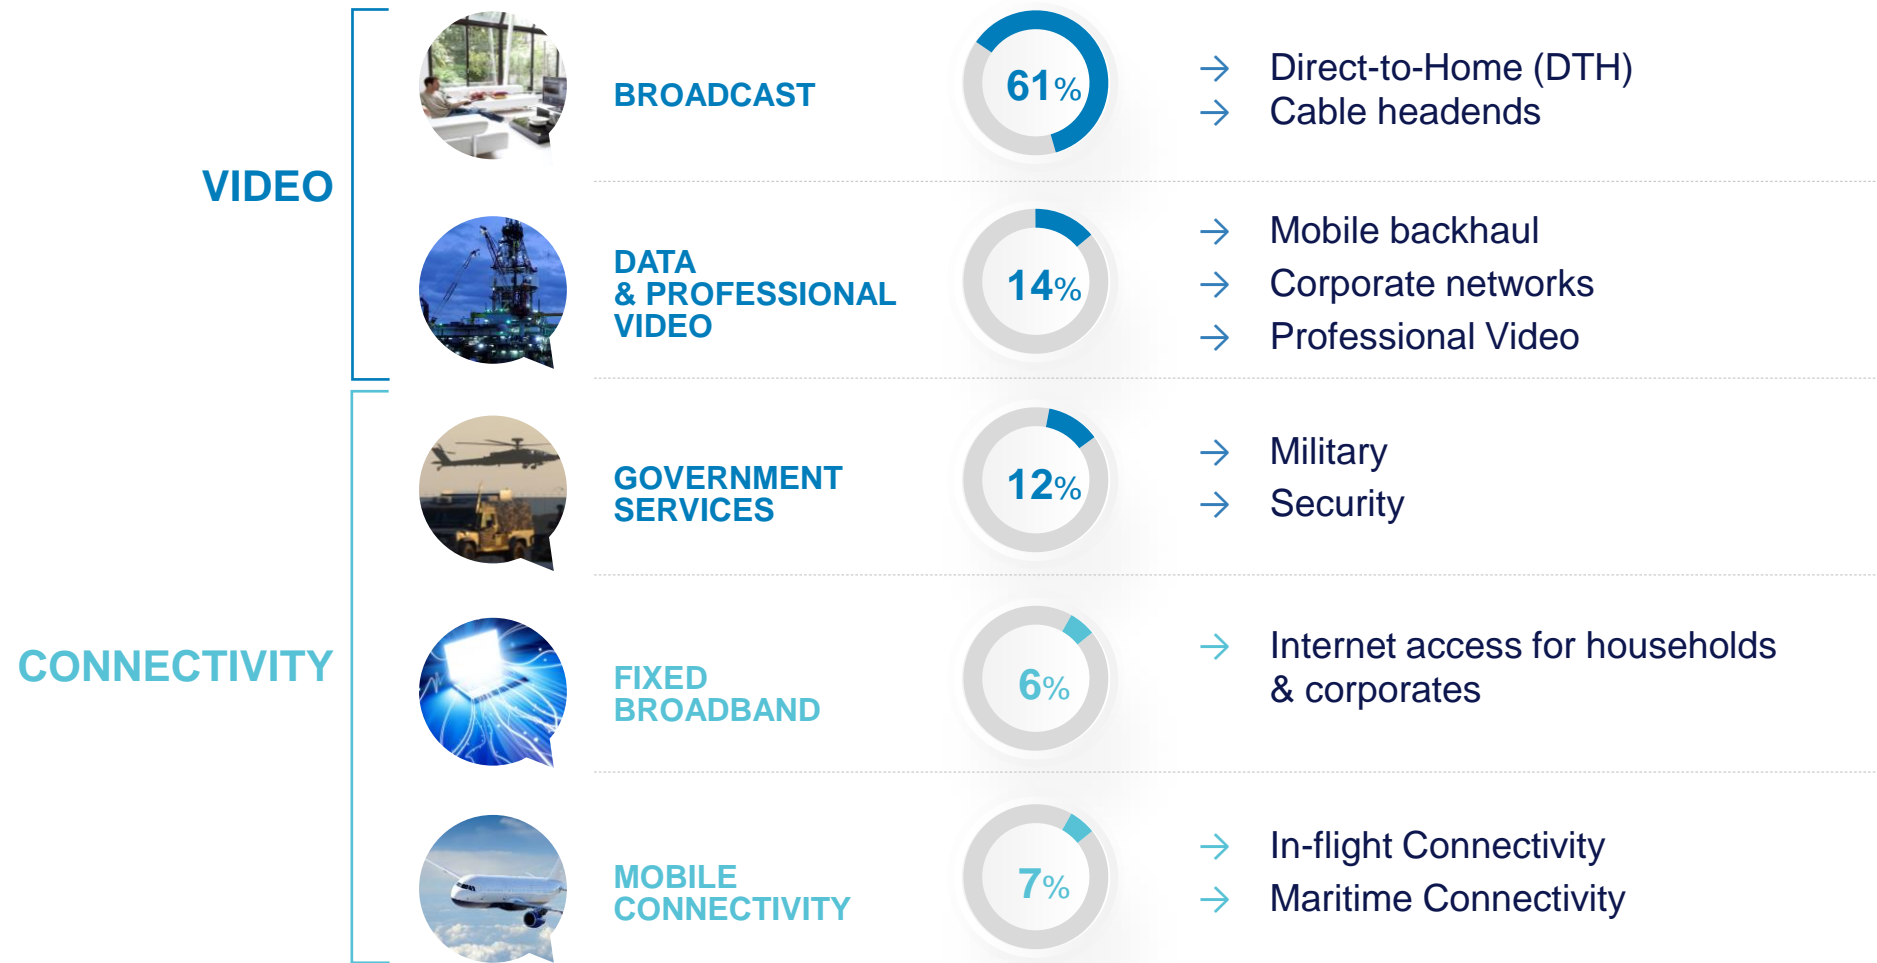 VIDEO
BROADCAST
61%
→ Direct-to-Home (DTH)
→ Cable headends
DATA
& PROFESSIONAL
VIDEO
14%
→ Mobile backhaul
→ Corporate networks
→ Professional Video
CONNECTIVITY
GOVERNMENT
SERVICES
12%
→ Military
→ Security
FIXED
BROADBAND
6%
→ Internet access for households
& corporates
MOBILE
CONNECTIVITY
7%
→ In-flight Connectivity
→ Maritime Connectivity